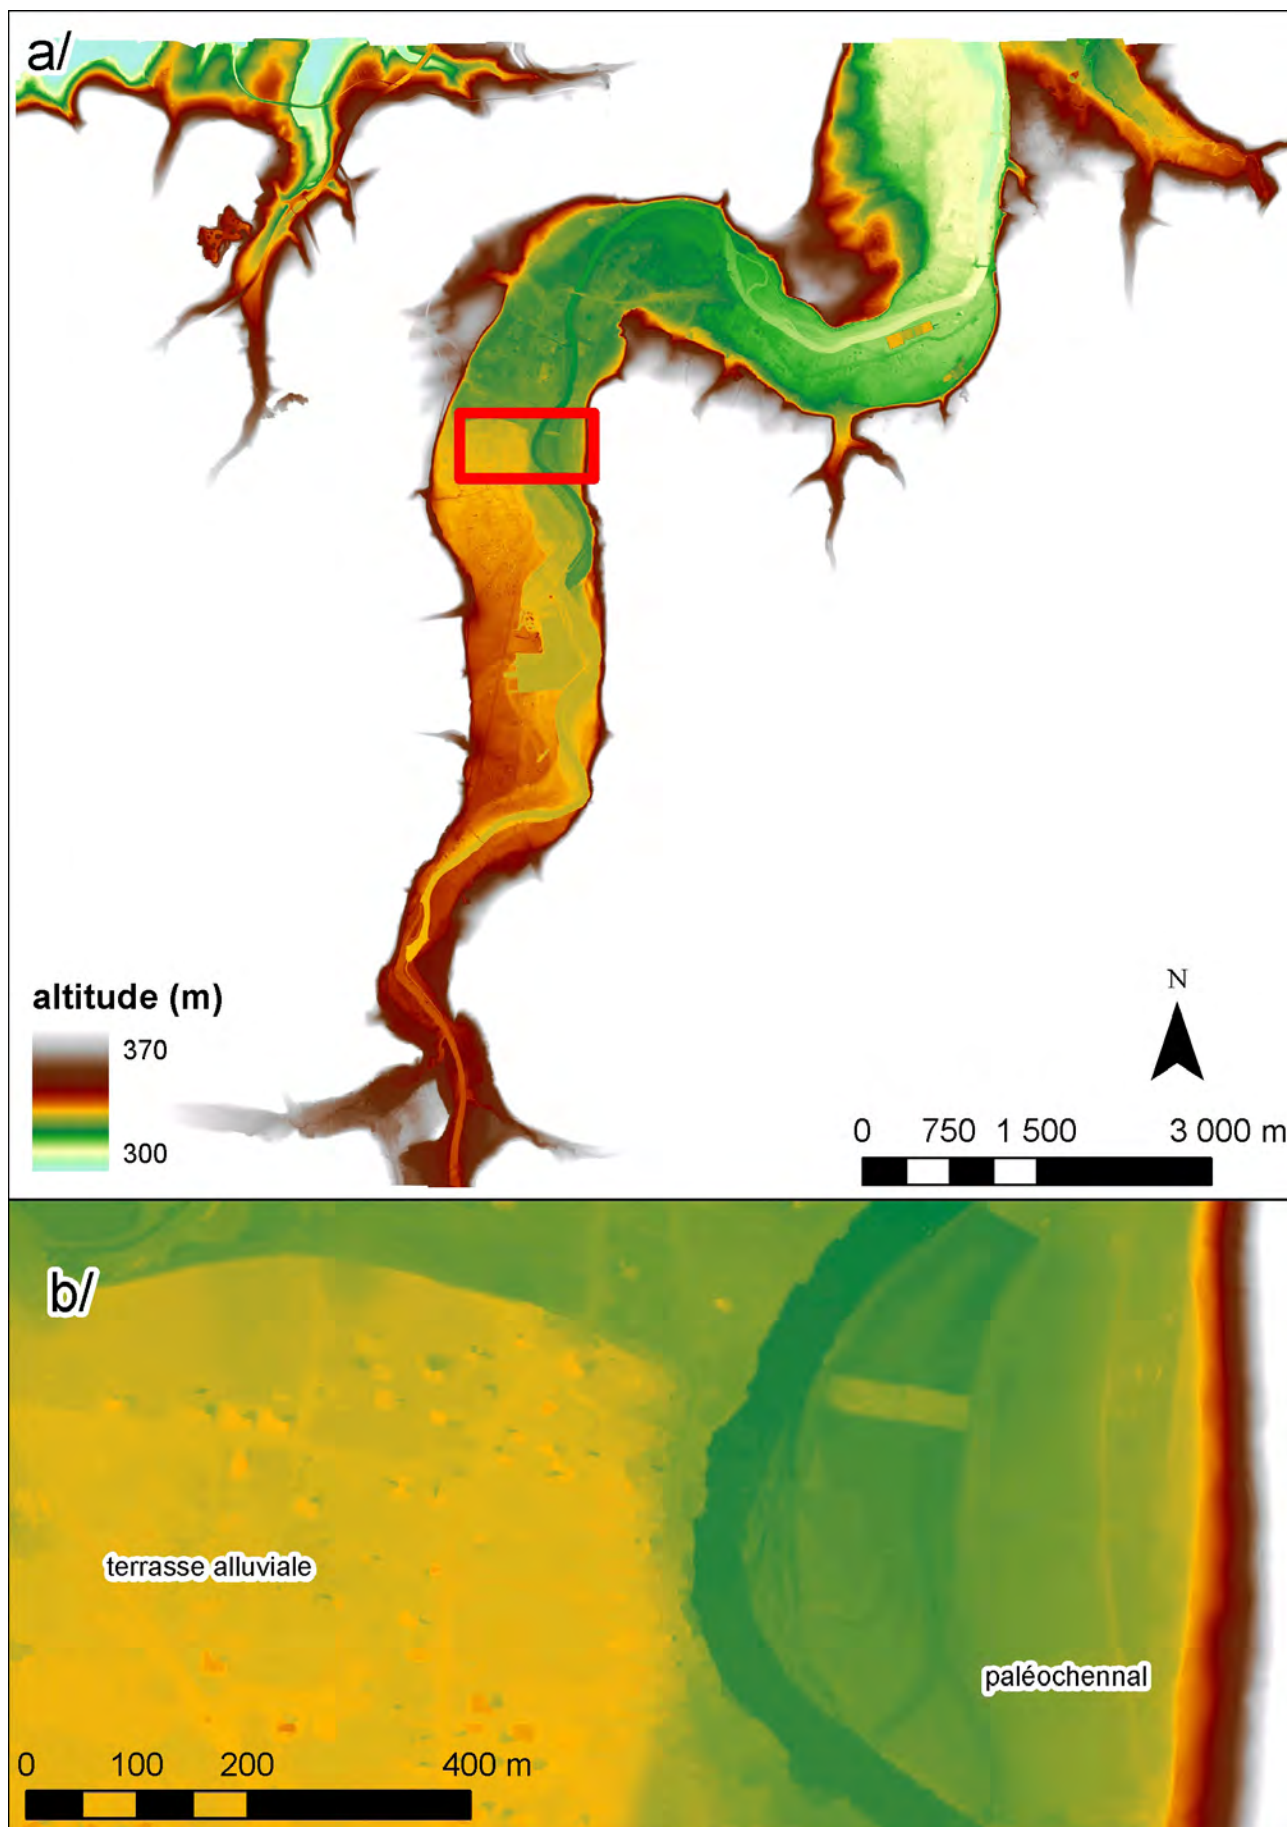 a/
altitude (m)
370
300
N
0 750 1 500 3 000 m
b/
terrasse alluviale
paléochennal
0 100 200 400 m